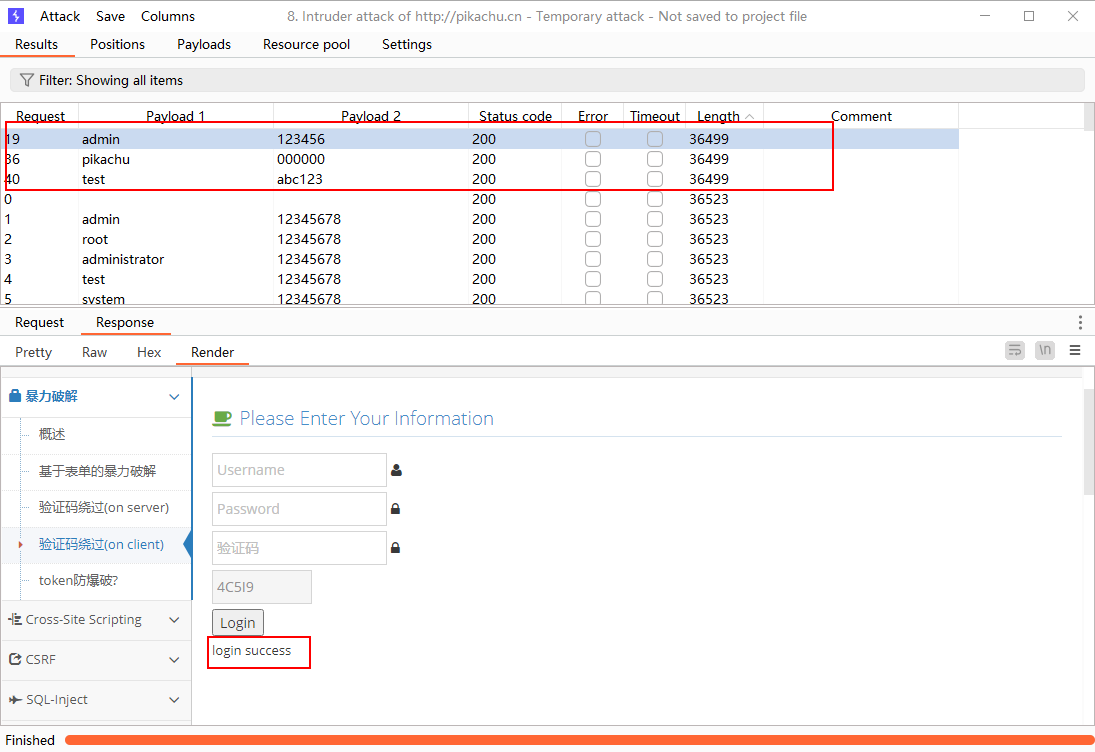 Attack Save Columns 8. Intruder attack of http://pikachu.cn - Temporary attack - Not saved to project file
Results Positions Payloads Resource pool Settings
Filter: Showing all items
Request Payload 1 Payload 2 Status code Error Timeout Length Comment
19 admin 123456 200 36499
36 pikachu 000000 200 36499
40 test abc123 200 36499
0 200 36523
1 admin 12345678 200 36523
2 root 12345678 200 36523
3 administrator 12345678 200 36523
4 test 12345678 200 36523
5 system 12345678 200 36523
Request Response
Pretty Raw Hex Render
\n
暴力破解
概述
基于表单的暴力破解
验证码绕过(on server)
验证码绕过(on client)
token防爆破?
Cross-Site Scripting
CSRF
SQL-Inject
Please Enter Your Information
Username
Password
验证码
4C5I9
Login
login success
Finished